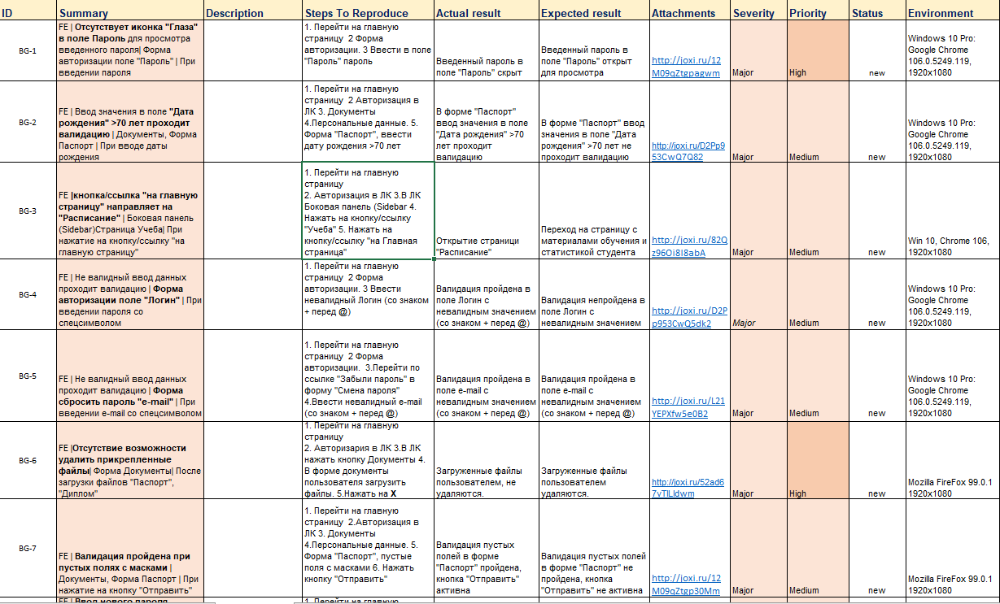 ID Summary Description Steps To Reproduce Actual result Expected result Attachments Severity Priority Status Environment
BG-1
FE | Отсутствует иконка "Глаза"
в поле Пароль для просмотра
введенного пароля| Форма
авторизации поле "Пароль" | При
введении пароля
1. Перейти на главную
страницу 2 Форма
авторизации. 3 Ввести в поле
"Пароль" пароль
Введенный пароль в
поле "Пароль" скрыт
Введенный пароль в
поле "Пароль" открыт
для просмотра
http://joxi.ru/12
M09qZtgpagwm
Major
High
new
Windows 10 Pro:
Google Chrome
106.0.5249.119,
1920x1080
BG-2
FE | Ввод значения в поле "Дата
рождения" >70 лет проходит
валидацию | Документы, Форма
Паспорт | При вводе даты
рождения
1. Перейти на главную
страницу 2 Авторизация в
ЛК 3. Документы
4.Персональные данные. 5.
Форма "Паспорт", ввести
дату рождения >70 лет
В форме "Паспорт"
ввод значения в поле
"Дата рождения" >70
лет проходит
валидацию
В форме "Паспорт" ввод
значения в поле "Дата
рождения" >70 лет не
проходит валидацию
http://joxi.ru/D2Pp9
53CwQ7Q82
Major
Medium
new
Windows 10 Pro:
Google Chrome
106.0.5249.119,
1920x1080
BG-3
FE |кнопка/ссылка "на главную
страницу" направляет на
"Расписание" | Боковая панель
(Sidebar)Страница Учеба| При
нажатие на кнопку/ссылку "на
главную страницу"
1. Перейти на главную
страницу
2. Авторизация в ЛК 3.В ЛК
Боковая панель (Sidebar 4.
Нажать на кнопку/ссылку
"Учеба" 5. Нажать на
кнопку/ссылку "на Главная
страница"
Открытие страници
"Расписание"
Переход на страницу с
материалами обучения и
статистикой студента
http://joxi.ru/82Q
z96Oi8I8abA
Major
Medium
new
Win 10, Chrome 106,
1920x1080
BG-4
FE | Не валидный ввод данных
проходит валидацию | Форма
авторизации поле "Логин" | При
введении пароля со
спецсимволом
1. Перейти на главную
страницу 2 Форма
авторизации. 3 Ввести
невалидный Логин (со знаком
+ перед @)
Валидация пройдена в
поле Логин с
невалидным значением
(со знаком + перед @)
Валидация непройдена в
поле Логин с
невалидным значением
http://joxi.ru/D2P
p953CwQ5dk2
Major
Medium
new
Windows 10 Pro:
Google Chrome
106.0.5249.119,
1920x1080
BG-5
FE | Не валидный ввод данных
проходит валидацию | Форма
сбросить пароль "e-mail" | При
введении e-mail со спецсимволом
1. Перейти на главную
страницу 2 Форма
авторизации. 3.Перейти по
ссылке "Забыли пароль" в
форму "Смена пароля"
4.Ввести невалидный e-mail
(со знаком + перед @)
Валидация пройдена в
поле e-mail с
невалидным значением
(со знаком + перед @)
Валидация пройдена в
поле e-mail с
невалидным значением
(со знаком + перед @)
http://joxi.ru/L21
YEPXfw5e0B2
Major
Medium
new
Windows 10 Pro:
Google Chrome
106.0.5249.119,
1920x1080
BG-6
FE |Отсутствие возможности
удалить прикрепленные
файлы| Форма Документы| После
загрузки файлов "Паспорт",
"Диплом"
1. Перейти на главную
страницу
2. Авторизария в ЛК 3.В ЛК
нажать кнопку Документы 4.
В форме документы
пользователя загрузить
файлы. 5.Нажать на X
Загруженные файлы
пользователем, не
удаляются.
Загруженные файлы
пользователем
удаляются.
http://joxi.ru/52ad6
7vTlLIdwm
Major
High
new
Mozilla FireFox 99.0.1
1920x1080
BG-7
FE | Валидация пройдена при
пустых полях с масками |
Документы, Форма Паспорт | При
нажатие на кнопку "Отправить"
1. Перейти на главную
страницу 2.Авторизация в
ЛК 3. Документы
4.Персональные данные. 5.
Форма "Паспорт", пустые
поля с масками 6. Нажать
кнопку "Отправить"
Валидация пустых
полей в форме
"Паспорт" пройдена,
кнопка "Отправить"
активна
Валидация пустых полей
в форме "Паспорт" не
пройдена, кнопка
"Отправить" не активна
http://joxi.ru/12
M09qZtgp30Mm
Major
Medium
new
Mozilla FireFox 99.0.1
1920x1080
FE | Ввод нового пароля
1. Перейти на главную